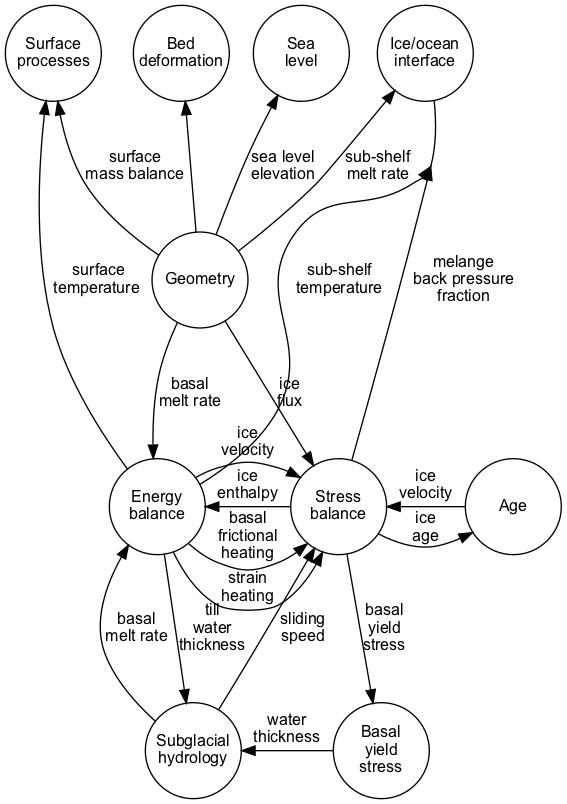 Surface
processes
Bed
deformation
Sea
level
Ice/ocean
interface
surface
mass balance
sea level
elevation
sub-shelf
melt rate
surface
temperature
Geometry
sub-shelf
temperature
melange
back pressure
fraction
basal
melt rate
ice
flux
ice
velocity
ice
enthalpy
Energy
balance
Stress
balance
ice
velocity
ice
age
Age
basal
frictional
heating
strain
heating
basal
melt rate
till
water
thickness
sliding
speed
basal
yield
stress
Subglacial
hydrology
water
thickness
Basal
yield
stress